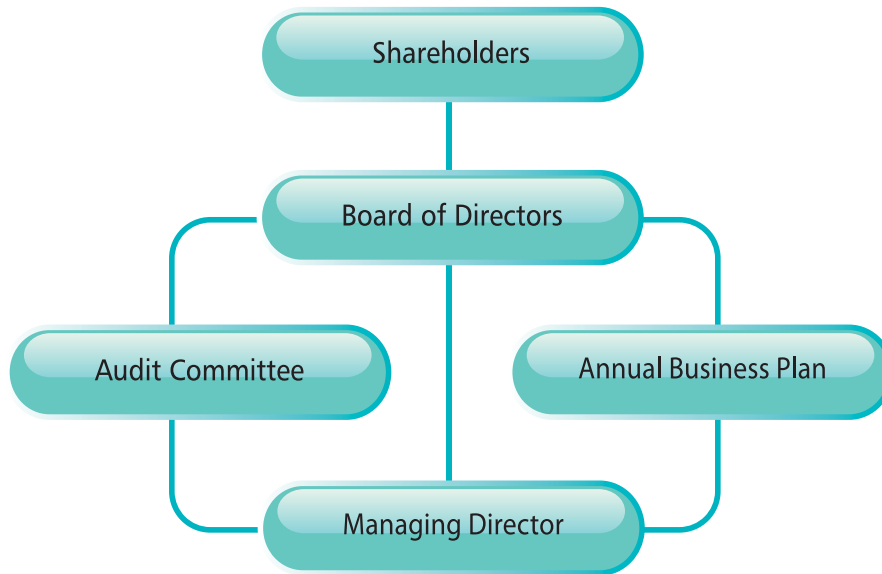 Shareholders
Board of Directors
Audit Committee
Annual Business Plan
Managing Director